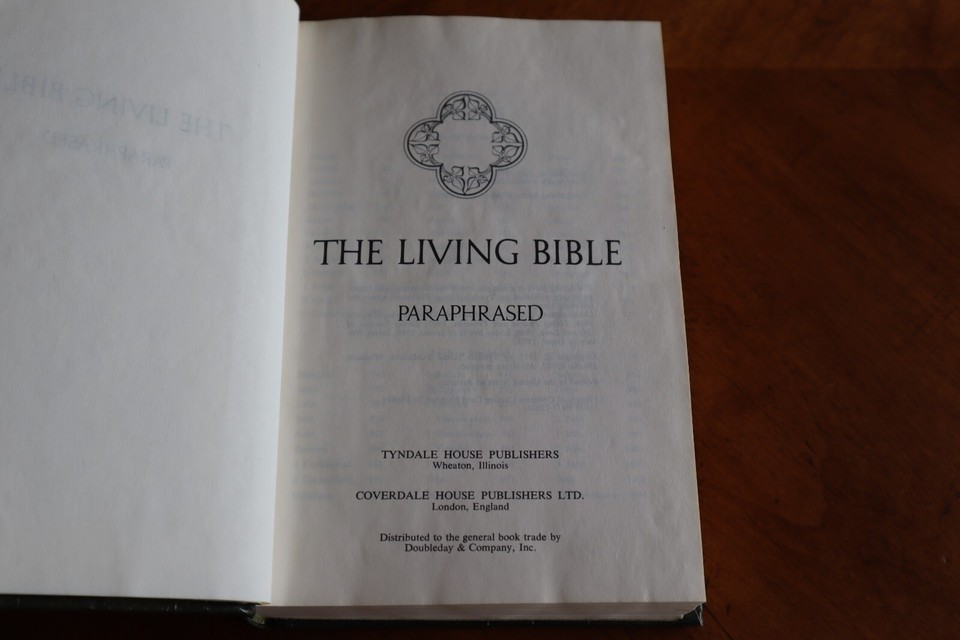 THE LIVING BIBLE
PARAPHRASED
TYNDALE HOUSE PUBLISHERS
Wheaton, Illinois
COVERDALE HOUSE PUBLISHERS LTD.
London, England
Distributed to the general book trade by
Doubleday & Company, Inc.